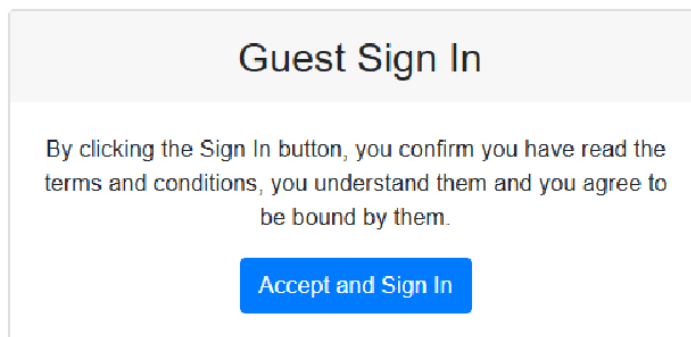 Guest Sign In
By clicking the Sign In button, you confirm you have read the
terms and conditions, you understand them and you agree to
be bound by them.
Accept and Sign In